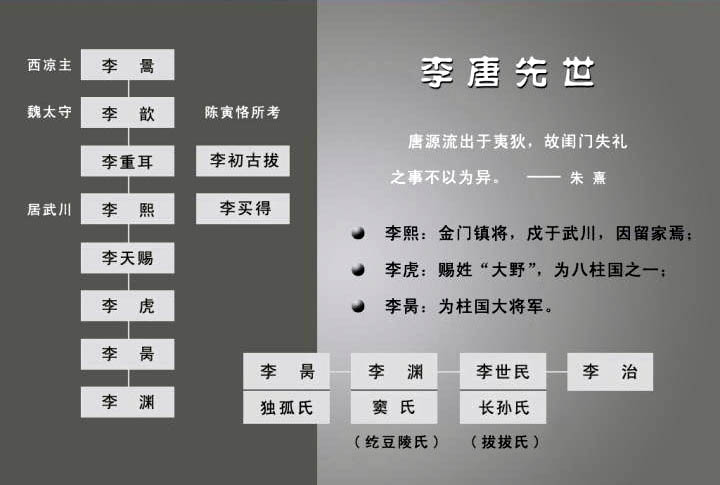 李唐先世
西凉主 李 暠
魏太守 李 歆 陈寅恪所考
李重耳 李初古拔
居武川 李 熙 李买得
李天赐
李 虎
李 昺
李 渊
唐源流出于夷狄，故闺门失礼
之事不以为异。 —— 朱 熹
李熙：金门镇将，戍于武川，因留家焉；
李虎：赐姓“大野”，为八柱国之一；
李昺：为柱国大将军。
李 昺 李 渊 李世民 李 治
独孤氏 窦 氏 长孙氏
（纥豆陵氏） （拔拔氏）